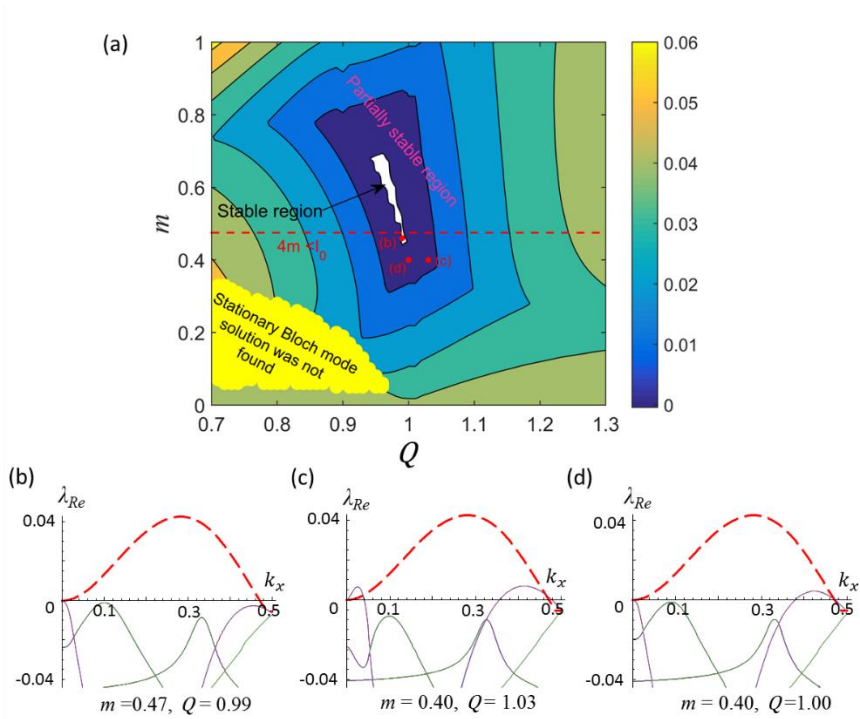 (a)
m
1
0.8
0.6
0.4
0.2
0
0.7
0.8
0.9
1
1.1
1.2
1.3
Q
Partially stable region
Stable region
4m <I₀
(b)
(d)
(c)
Stationary Bloch mode
solution was not
found
0.06
0.05
0.04
0.03
0.02
0.01
0
(b)
λRe
0.04
0
-0.04
0.1
0.3
0.5
kx
m =0.47, Q = 0.99
(c)
λRe
0.04
0
-0.04
0.1
0.3
0.5
kx
m = 0.40, Q = 1.03
(d)
λRe
0.04
0
-0.04
0.1
0.3
0.5
kx
m = 0.40, Q=1.00